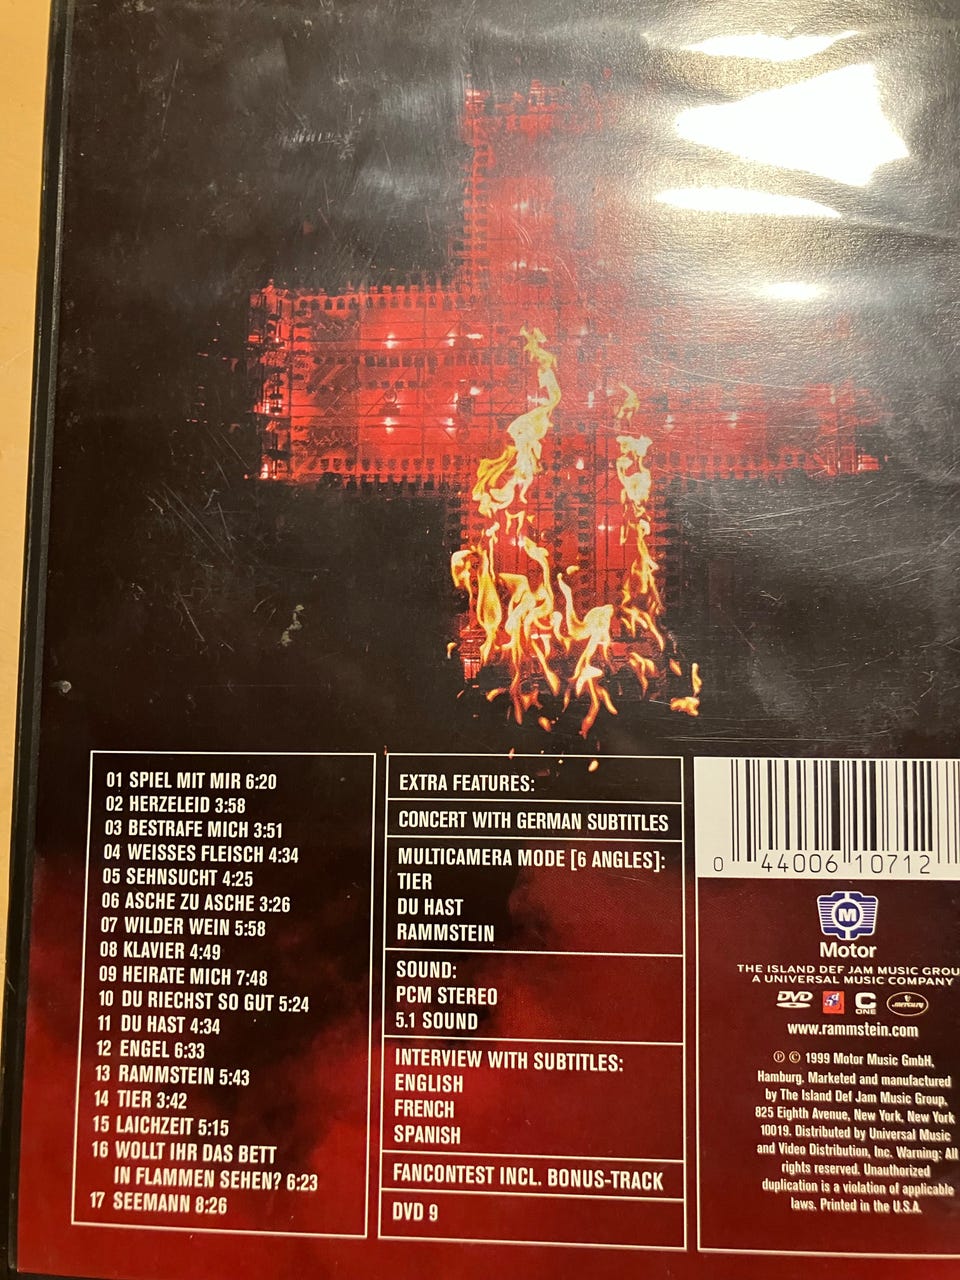 01 SPIEL MIT MIR 6:20
02 HERZELEID 3:58
03 BESTRAFE MICH 3:51
04 WEISSES FLEISCH 4:34
05 SEHNSUCHT 4:25
06 ASCHE ZU ASCHE 3:26
07 WILDER WEIN 5:58
08 KLAVIER 4:49
09 HEIRATE MICH 7:48
10 DU RIECHST SO GUT 5:24
11 DU HAST 4:34
12 ENGEL 6:33
13 RAMMSTEIN 5:43
14 TIER 3:42
15 LAICHZEIT 5:15
16 WOLLT IHR DAS BETT
IN FLAMMEN SEHEN? 6:23
17 SEEMANN 8:26
EXTRA FEATURES:
CONCERT WITH GERMAN SUBTITLES
MULTICAMERA MODE [6 ANGLES]:
TIER
DU HAST
RAMMSTEIN
SOUND:
PCM STEREO
5.1 SOUND
INTERVIEW WITH SUBTITLES:
ENGLISH
FRENCH
SPANISH
FANCONTEST INCL. BONUS-TRACK
DVD 9
0 44006 10712
M
Motor
THE ISLAND DEF JAM MUSIC GROU
A UNIVERSAL MUSIC COMPANY
DVD C ONE MERCURY
www.rammstein.com
℗ © 1999 Motor Music GmbH,
Hamburg. Marketed and manufactured
by The Island Def Jam Music Group,
825 Eighth Avenue, New York, New York
10019. Distributed by Universal Music
and Video Distribution, Inc. Warning: All
rights reserved. Unauthorized
duplication is a violation of applicable
laws. Printed in the U.S.A.